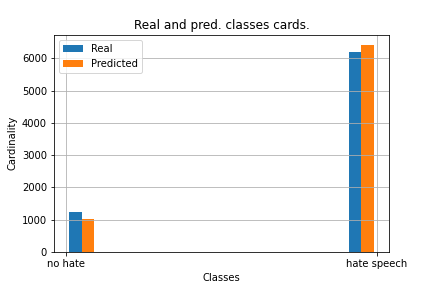 Real and pred. classes cards.
Real
Predicted
6000
5000
4000
3000
2000
1000
0
Cardinality
no hate
hate speech
Classes